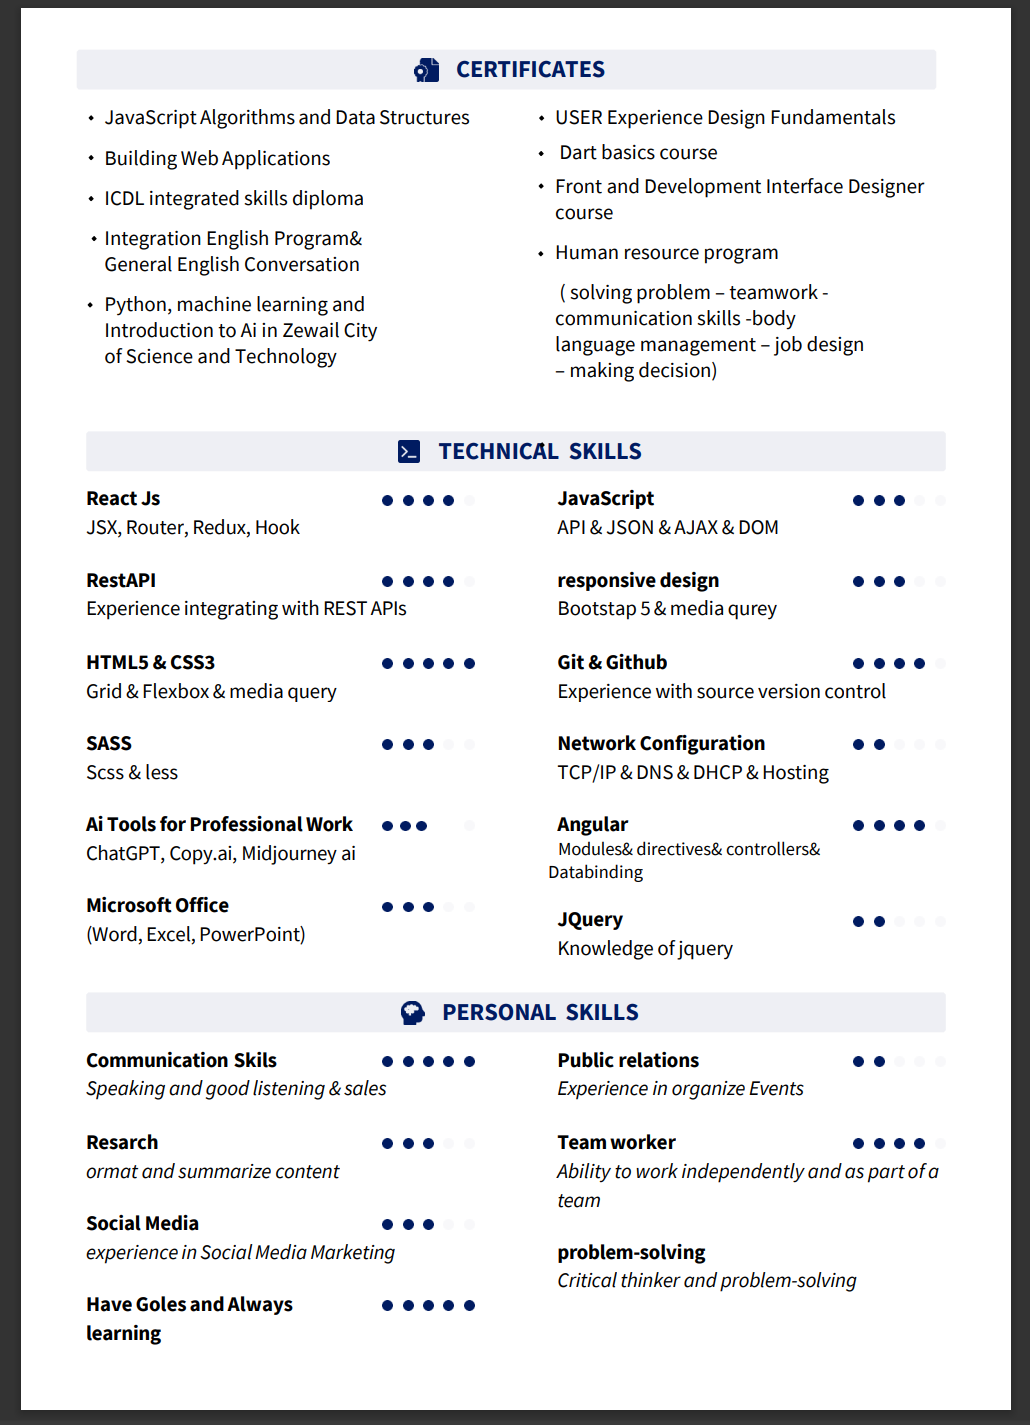 CERTIFICATES
• JavaScript Algorithms and Data Structures
• Building Web Applications
• ICDL integrated skills diploma
• Integration English Program&
General English Conversation
• Python, machine learning and
Introduction to Ai in Zewail City
of Science and Technology
• USER Experience Design Fundamentals
• Dart basics course
• Front and Development Interface Designer
course
• Human resource program
( solving problem – teamwork -
communication skills -body
language management – job design
– making decision)
TECHNICAL SKILLS
React Js
JSX, Router, Redux, Hook
RestAPI
Experience integrating with REST APIs
HTML5 & CSS3
Grid & Flexbox & media query
SASS
Scss & less
Ai Tools for Professional Work
ChatGPT, Copy.ai, Midjourney ai
Microsoft Office
(Word, Excel, PowerPoint)
JavaScript
API & JSON & AJAX & DOM
responsive design
Bootstap 5 & media qurey
Git & Github
Experience with source version control
Network Configuration
TCP/IP & DNS & DHCP & Hosting
Angular
Modules& directives& controllers&
Databinding
JQuery
Knowledge of jquery
PERSONAL SKILLS
Communication Skils
Speaking and good listening & sales
Resarch
ormat and summarize content
Social Media
experience in Social Media Marketing
Have Goles and Always
learning
Public relations
Experience in organize Events
Team worker
Ability to work independently and as part of a
team
problem-solving
Critical thinker and problem-solving